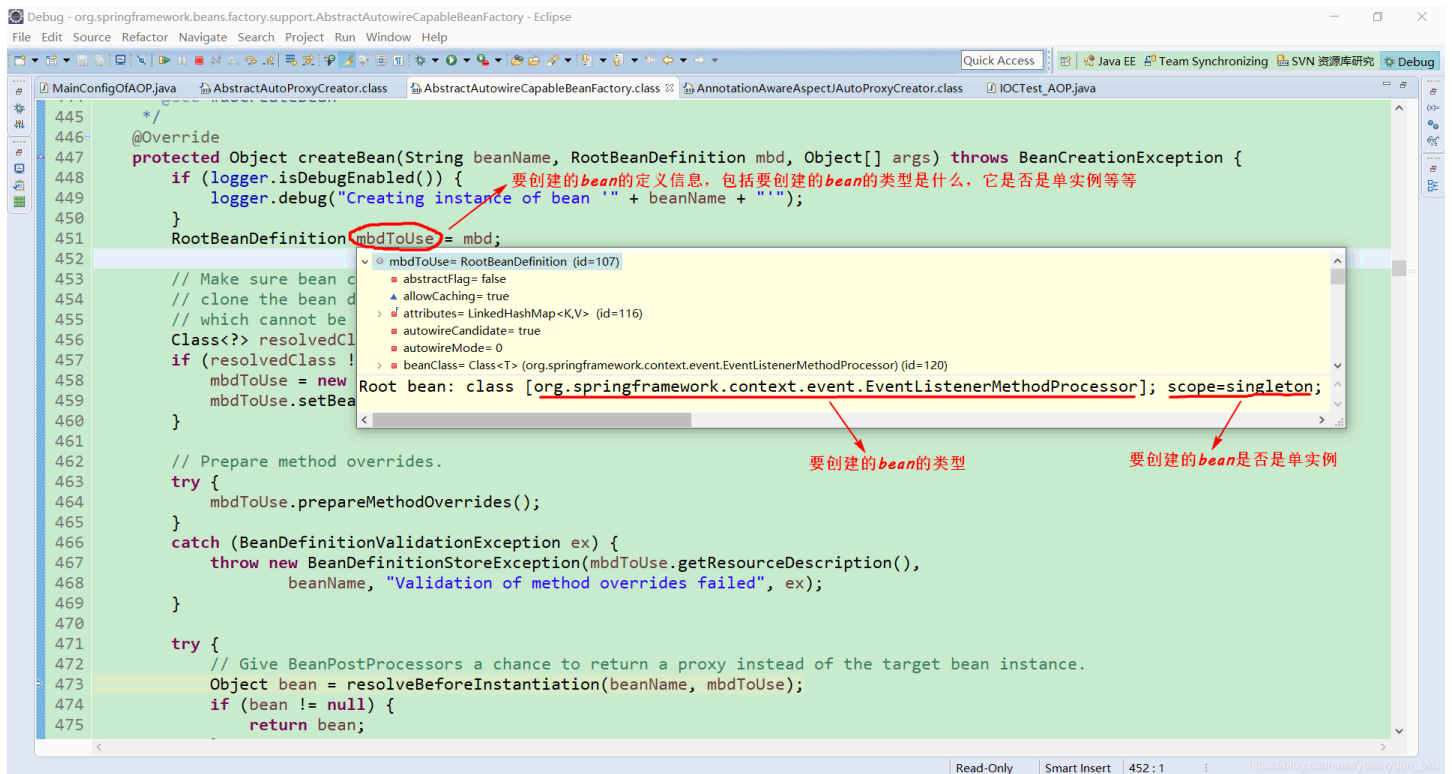 Debug - org.springframework.beans.factory.support.AbstractAutowireCapableBeanFactory - Eclipse
File Edit Source Refactor Navigate Search Project Run Window Help
Quick Access Java EE Team Synchronizing SVN 资源库研究 Debug
MainConfigOfAOP.java AbstractAutoProxyCreator.class AbstractAutowireCapableBeanFactory.class AnnotationAwareAspectJAutoProxyCreator.class IOCTest_AOP.java
445 */
446 @Override
447 protected Object createBean(String beanName, RootBeanDefinition mbd, Object[] args) throws BeanCreationException {
448 if (logger.isDebugEnabled()) {
要创建的bean的定义信息，包括要创建的bean的类型是什么，它是否是单实例等等
449 logger.debug("Creating instance of bean '" + beanName + "'");
450 }
451 RootBeanDefinition mbdToUse = mbd;
452
mbdToUse= RootBeanDefinition (id=107)
453 // Make sure bean c
abstractFlag= false
454 // clone the bean d
allowCaching= true
455 // which cannot be
attributes= LinkedHashMap<K,V> (id=116)
456 Class<?> resolvedCl
autowireCandidate= true
457 if (resolvedClass !
autowireMode= 0
beanClass= Class<T> (org.springframework.context.event.EventListenerMethodProcessor) (id=120)
458 mbdToUse = new
Root bean: class [org.springframework.context.event.EventListenerMethodProcessor]; scope=singleton;
459 mbdToUse.setBea
460 }
461
462 // Prepare method overrides.
要创建的bean的类型
要创建的bean是否是单实例
463 try {
464 mbdToUse.prepareMethodOverrides();
465 }
466 catch (BeanDefinitionValidationException ex) {
467 throw new BeanDefinitionStoreException(mbdToUse.getResourceDescription(),
468 beanName, "Validation of method overrides failed", ex);
469 }
470
471 try {
472 // Give BeanPostProcessors a chance to return a proxy instead of the target bean instance.
473 Object bean = resolveBeforeInstantiation(beanName, mbdToUse);
474 if (bean != null) {
475 return bean;
Read-Only Smart Insert 452 : 1
https://blog.csdn.net/yerenyuan_pku